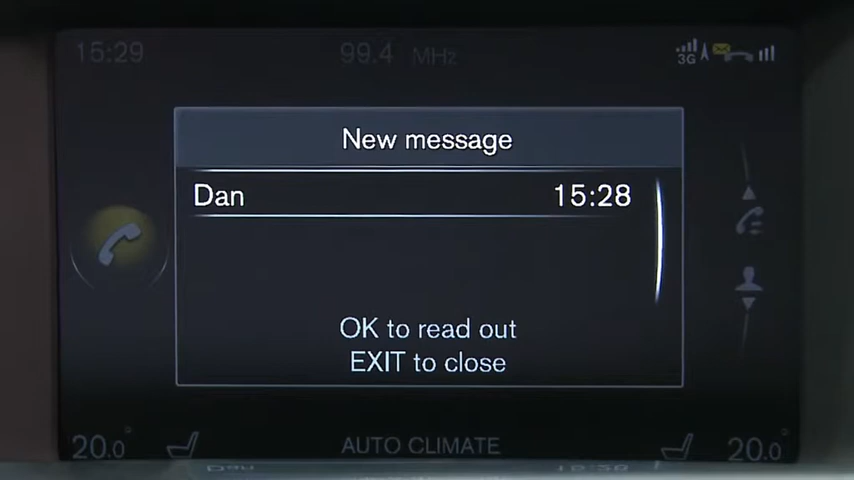 15:29 99.4 MHz 3G
New message
Dan 15:28
OK to read out
EXIT to close
20.0° AUTO CLIMATE 20.0°